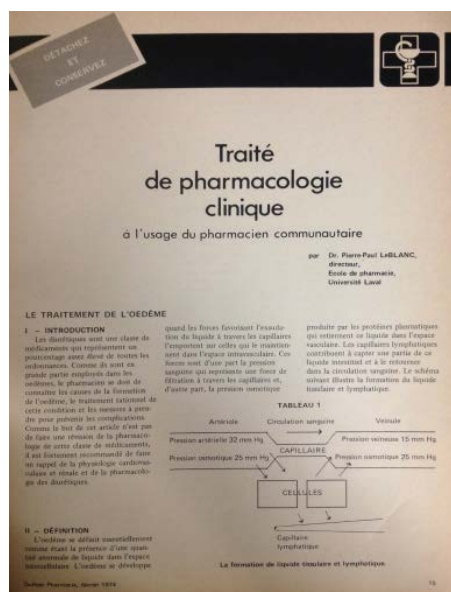 DÉTACHEZ
ET
CONSERVEZ
Traité
de pharmacologie
clinique
à l'usage du pharmacien communautaire
par Dr. Pierre-Paul LeBLANC,
directeur,
Ecole de pharmacie,
Université Laval
LE TRAITEMENT DE L'OEDÈME
I – INTRODUCTION
Les diurétiques sont une classe de
médicaments qui représentent un
pourcentage assez élevé de toutes les
ordonnances. Comme ils sont en
grande partie employés dans les
oedèmes, le pharmacien se doit de
connaître les causes de la formation
de l'oedème, le traitement rationnel de
cette condition et les mesures à pren-
dre pour prévenir les complications.
Comme le but de cet article n'est pas
de faire une révision de la pharmaco-
logie de cette classe de médicaments,
il est fortement recommandé de faire
un rappel de la physiologie cardiovas-
culaire et rénale et de la pharmacolo-
gie des diurétiques.
II – DÉFINITION
L'oedème se définit essentiellement
comme étant la présence d'une quan-
tité anormale de liquide dans l'espace
intercellulaire. L'oedème se développe
quand les forces favorisant l'exsuda-
tion du liquide à travers les capillaires
l'emportent sur celles qui le maintien-
nent dans l'espace intravasculaire. Ces
forces sont d'une part la pression
sanguine qui représente une force de
filtration à travers les capillaires et,
d'autre part, la pression osmotique
produite par les protéines plasmatiques
qui retiennent ce liquide dans l'espace
vasculaire. Les capillaires lymphatiques
contribuent à capter une partie de ce
liquide et à le retourner
dans la circulation sanguine. Le schéma
suivant illustre la formation du liquide
tissulaire et lymphatique.
TABLEAU 1
Artériole Circulation sanguine Veinule
Pression artérielle 32 mm Hg Pression veineuse 15 mm Hg
CAPILLAIRE
Pression osmotique 25 mm Hg Pression osmotique 25 mm Hg
CELLULES
Capillaire
lymphatique
La formation de liquide tissulaire et lymphatique
Québec Pharmacie, février 1976 15